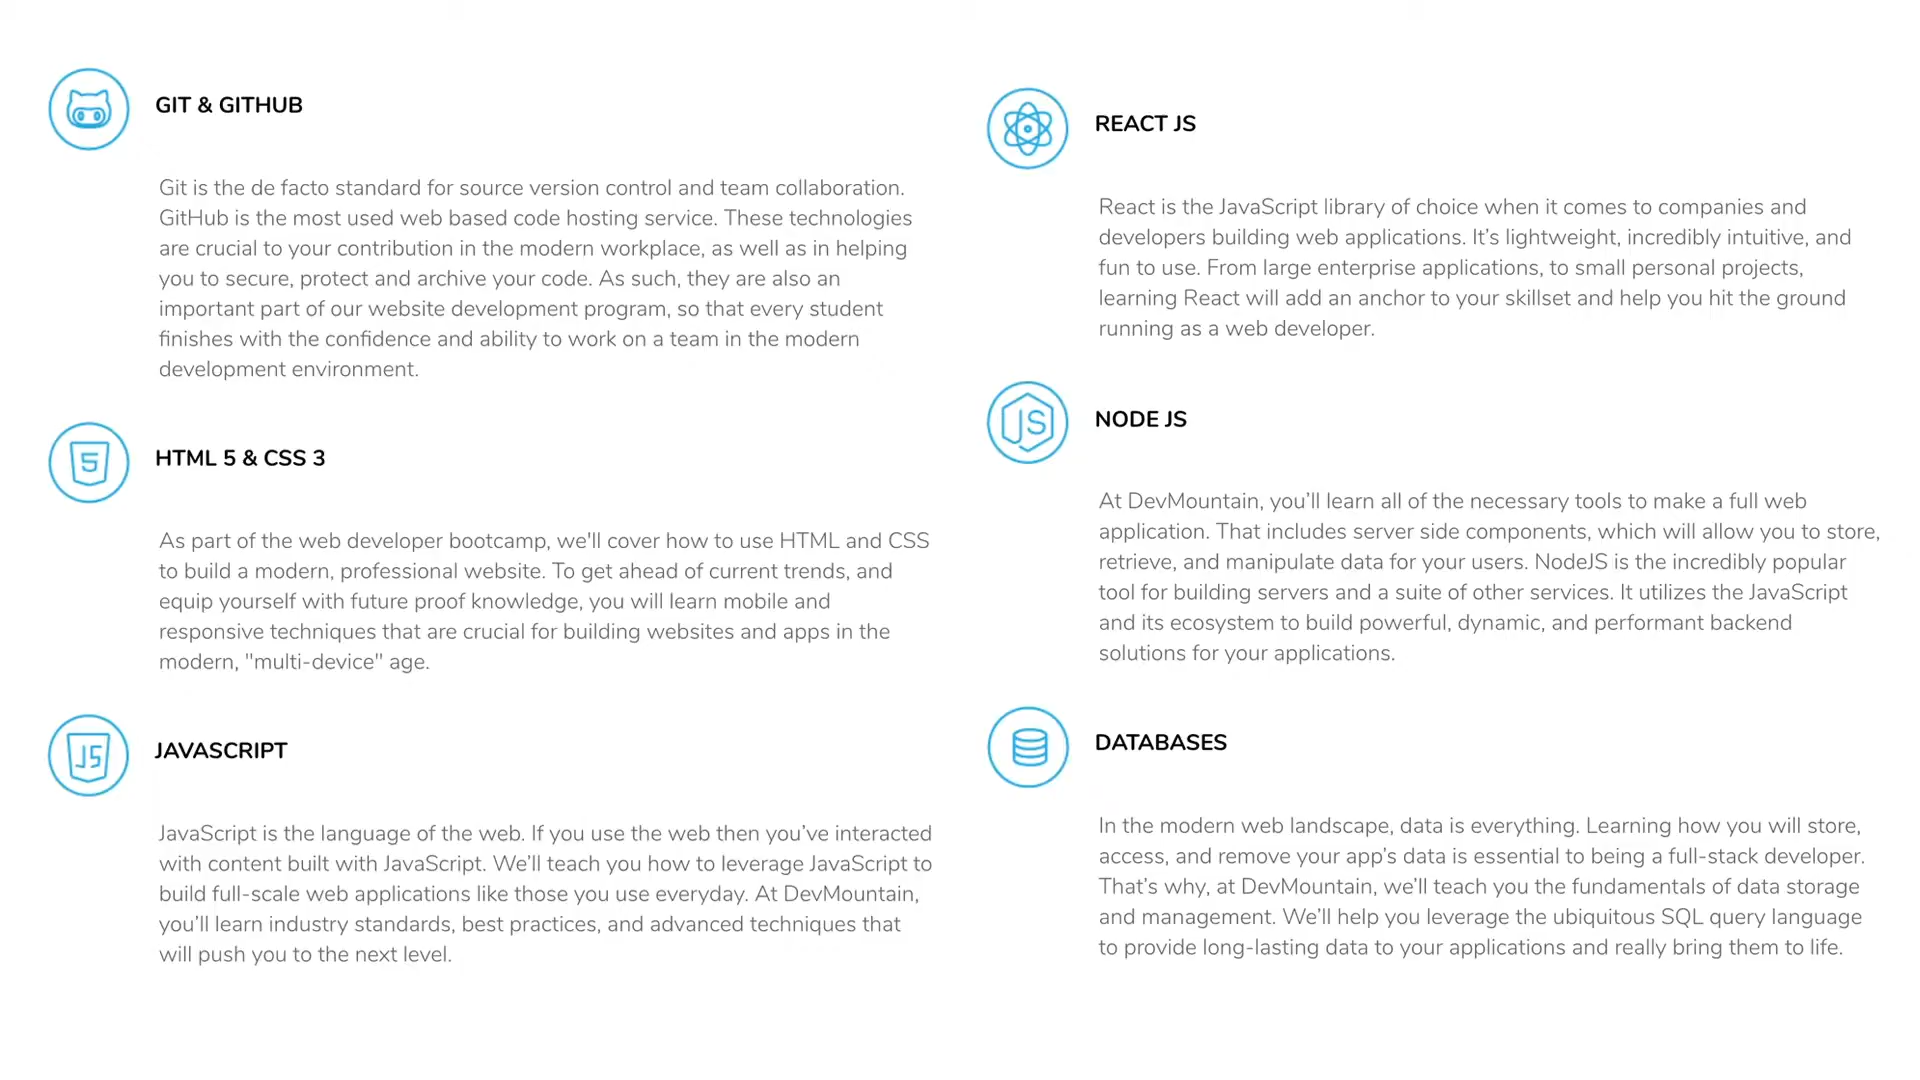 GIT & GITHUB
Git is the de facto standard for source version control and team collaboration.
GitHub is the most used web based code hosting service. These technologies
are crucial to your contribution in the modern workplace, as well as in helping
you to secure, protect and archive your code. As such, they are also an
important part of our website development program, so that every student
finishes with the confidence and ability to work on a team in the modern
development environment.
5
HTML 5 & CSS 3
As part of the web developer bootcamp, we'll cover how to use HTML and CSS
to build a modern, professional website. To get ahead of current trends, and
equip yourself with future proof knowledge, you will learn mobile and
responsive techniques that are crucial for building websites and apps in the
modern, "multi-device" age.
JS
JAVASCRIPT
JavaScript is the language of the web. If you use the web then you’ve interacted
with content built with JavaScript. We’ll teach you how to leverage JavaScript to
build full-scale web applications like those you use everyday. At DevMountain,
you’ll learn industry standards, best practices, and advanced techniques that
will push you to the next level.
REACT JS
React is the JavaScript library of choice when it comes to companies and
developers building web applications. It’s lightweight, incredibly intuitive, and
fun to use. From large enterprise applications, to small personal projects,
learning React will add an anchor to your skillset and help you hit the ground
running as a web developer.
JS
NODE JS
At DevMountain, you’ll learn all of the necessary tools to make a full web
application. That includes server side components, which will allow you to store,
retrieve, and manipulate data for your users. NodeJS is the incredibly popular
tool for building servers and a suite of other services. It utilizes the JavaScript
and its ecosystem to build powerful, dynamic, and performant backend
solutions for your applications.
DATABASES
In the modern web landscape, data is everything. Learning how you will store,
access, and remove your app’s data is essential to being a full-stack developer.
That’s why, at DevMountain, we’ll teach you the fundamentals of data storage
and management. We’ll help you leverage the ubiquitous SQL query language
to provide long-lasting data to your applications and really bring them to life.